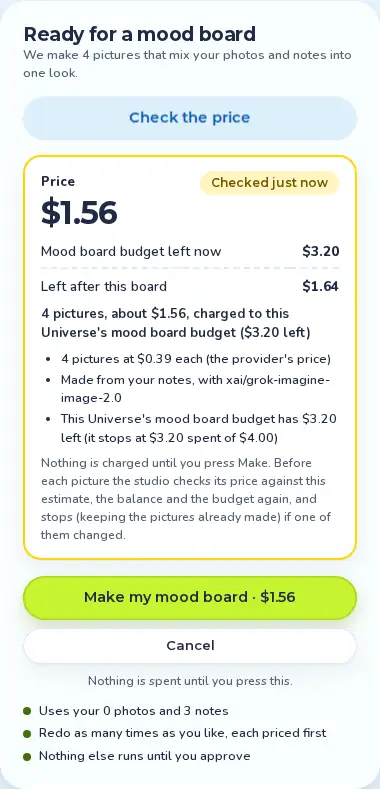 Ready for a mood board
We make 4 pictures that mix your photos and notes into
one look.
Check the price
Price
Checked just now
$1.56
Mood board budget left now $3.20
Left after this board $1.64
4 pictures, about $1.56, charged to this
Universe's mood board budget ($3.20 left)
• 4 pictures at $0.39 each (the provider's price)
• Made from your notes, with xai/grok-imagine-
image-2.0
• This Universe's mood board budget has $3.20
left (it stops at $3.20 spent of $4.00)
Nothing is charged until you press Make. Before
each picture the studio checks its price against this
estimate, the balance and the budget again, and
stops (keeping the pictures already made) if one of
them changed.
Make my mood board · $1.56
Cancel
Nothing is spent until you press this.
Uses your 0 photos and 3 notes
Redo as many times as you like, each priced first
Nothing else runs until you approve